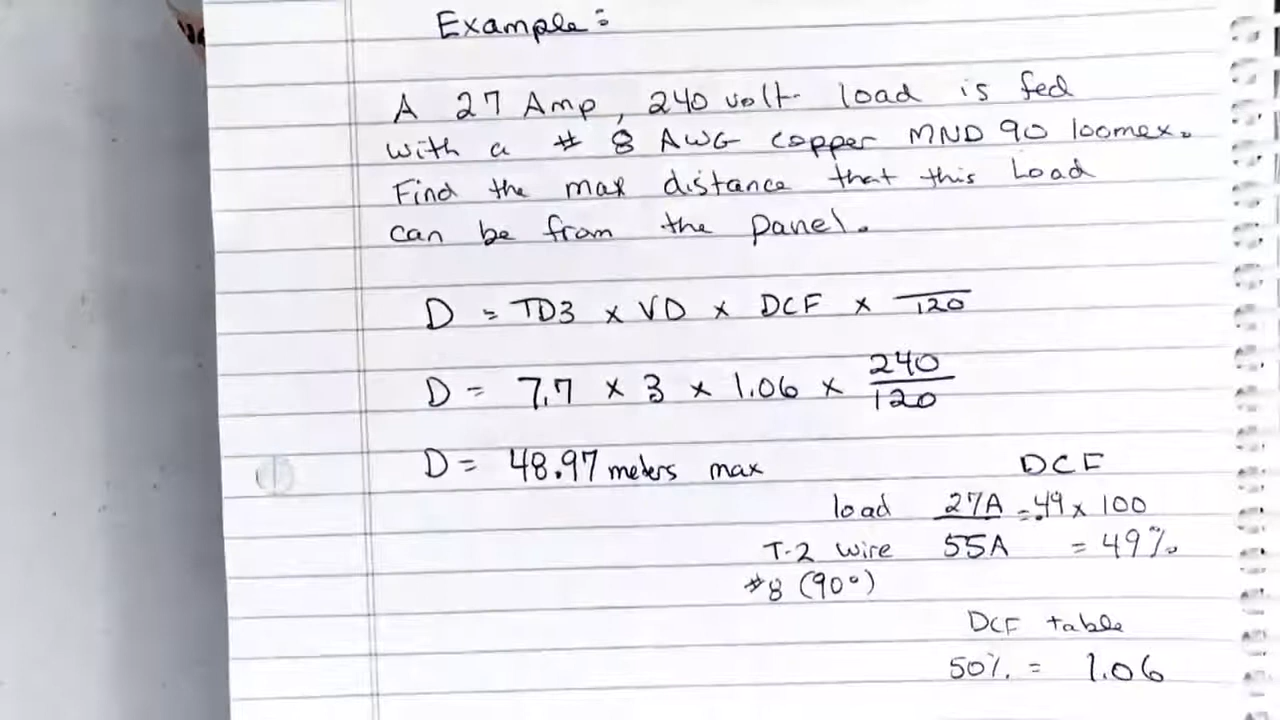 Example:
A 27 Amp, 240 volt load is fed
with a # 8 AWG copper MND 90 loomex.
Find the max distance that this Load
can be from the panel.
D = TD3 x VD x DCF x —/120
D = 7.7 x 3 x 1.06 x 240/120
D = 48.97 meters max
DCF
load 27A = .49 x 100
T-2 wire 55A = 49%
#8 (90°)
DCF table
50% = 1.06